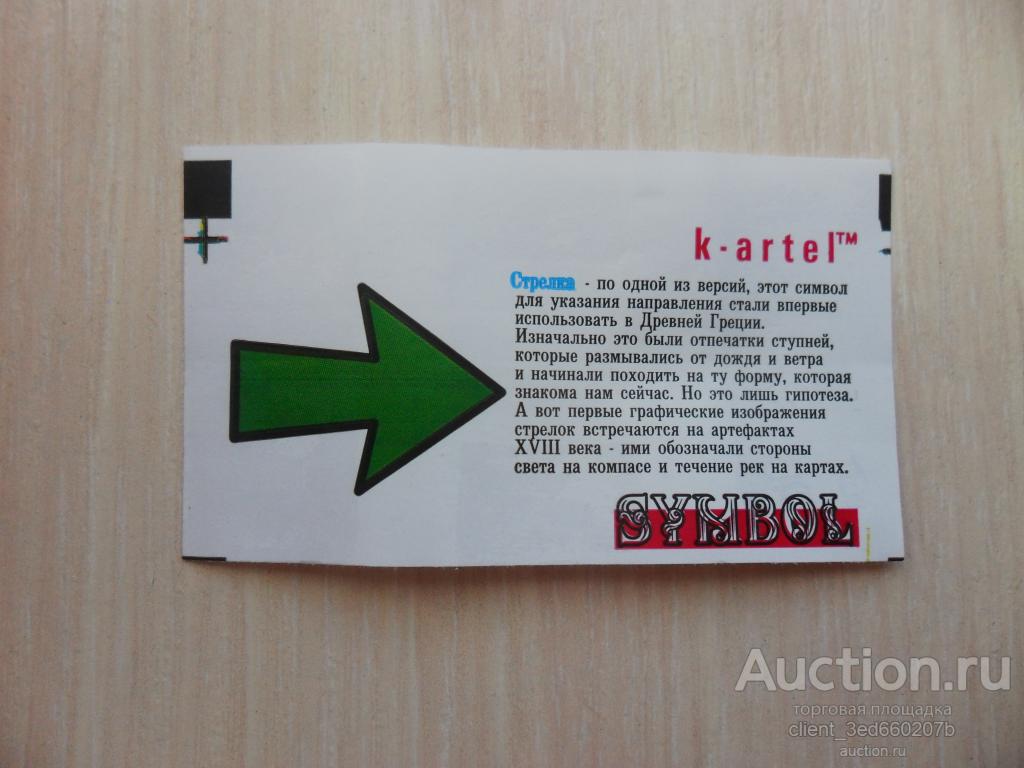 k-artel™
Стрелка - по одной из версий, этот символ
для указания направления стали впервые
использовать в Древней Греции.
Изначально это были отпечатки ступней,
которые размывались от дождя и ветра
и начинали походить на ту форму, которая
знакома нам сейчас. Но это лишь гипотеза.
А вот первые графические изображения
стрелок встречаются на артефактах
XVIII века - ими обозначали стороны
света на компасе и течение рек на картах.
SYMBOL
Auction.ru
торговая площадка
client_3ed660207b
auction.ru